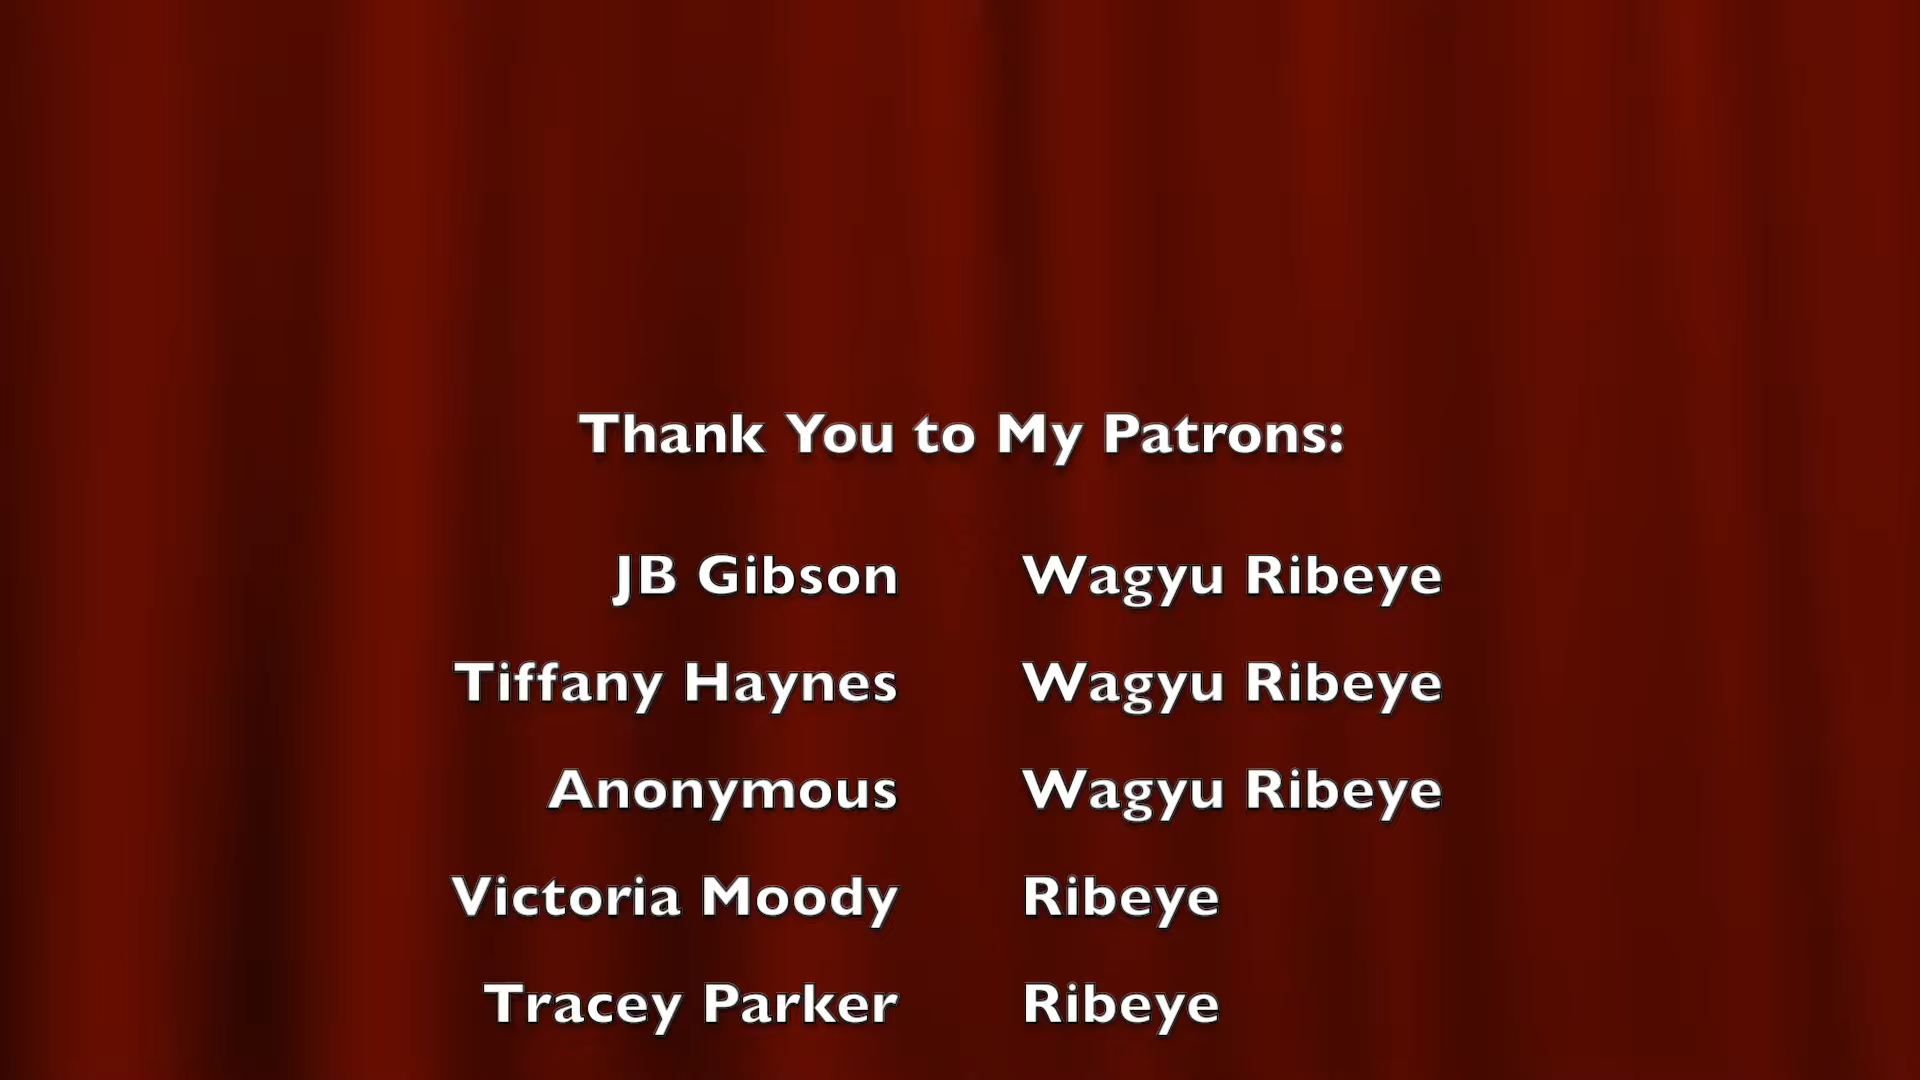 Thank You to My Patrons:
JB Gibson Wagyu Ribeye
Tiffany Haynes Wagyu Ribeye
Anonymous Wagyu Ribeye
Victoria Moody Ribeye
Tracey Parker Ribeye